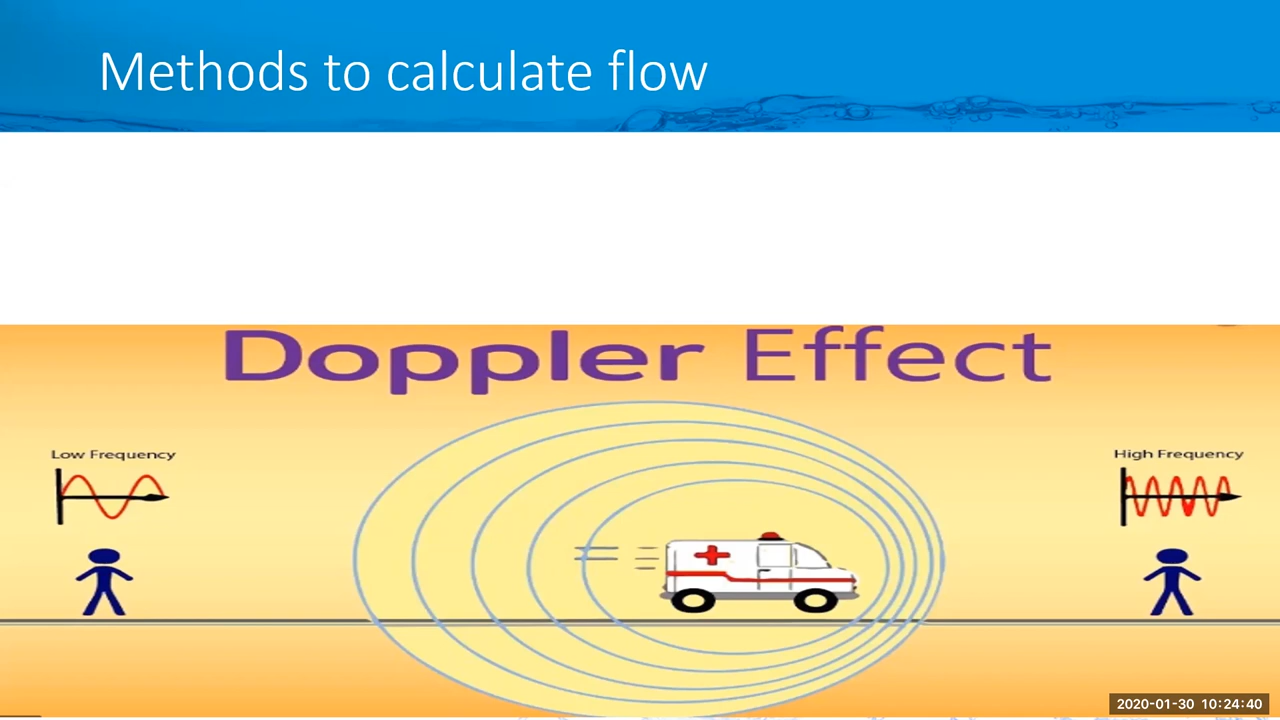 Methods to calculate flow
Doppler Effect
Low Frequency
High Frequency
2020-01-30 10:24:40